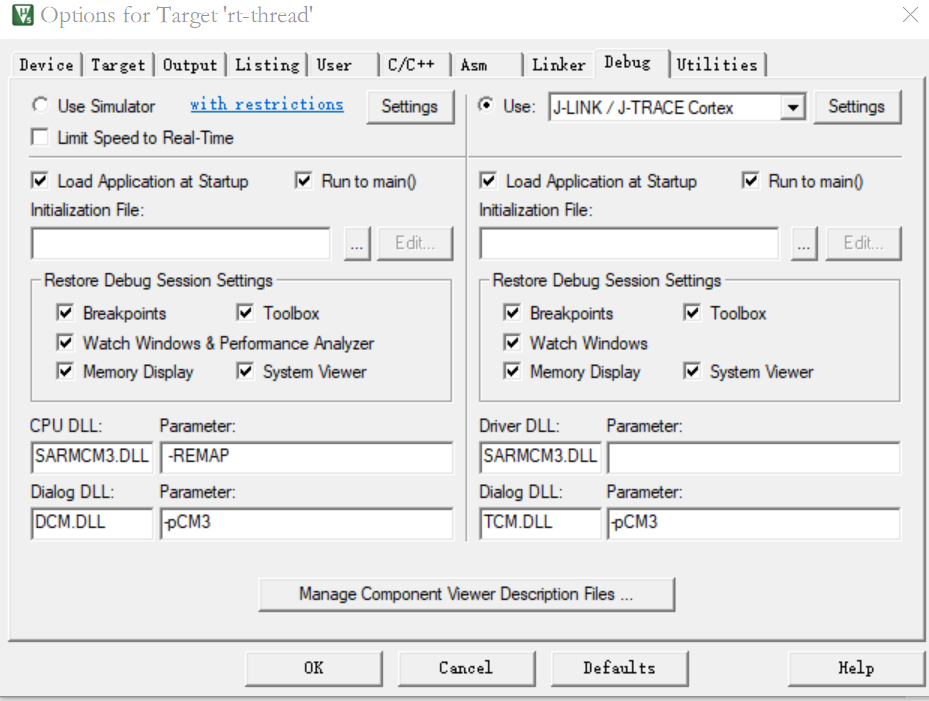 Options for Target 'rt-thread'
Device Target Output Listing User C/C++ Asm Linker Debug Utilities
Use Simulator with restrictions Settings Use: J-LINK / J-TRACE Cortex Settings
Limit Speed to Real-Time
Load Application at Startup Run to main() Load Application at Startup Run to main()
Initialization File: Initialization File:
... Edit... ... Edit...
Restore Debug Session Settings Restore Debug Session Settings
Breakpoints Toolbox Breakpoints Toolbox
Watch Windows & Performance Analyzer Watch Windows
Memory Display System Viewer Memory Display System Viewer
CPU DLL: Parameter: Driver DLL: Parameter:
SARMCM3.DLL -REMAP SARMCM3.DLL
Dialog DLL: Parameter: Dialog DLL: Parameter:
DCM.DLL -pCM3 TCM.DLL -pCM3
Manage Component Viewer Description Files ...
OK Cancel Defaults Help